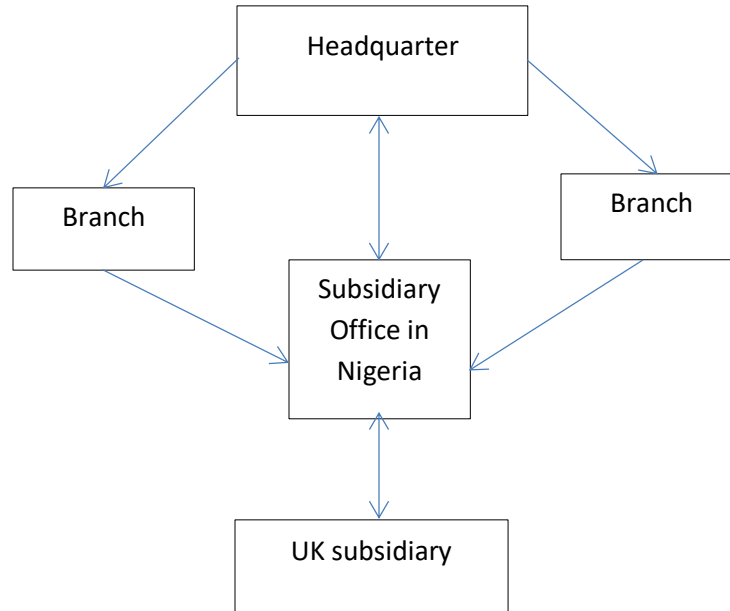 Headquarter
Branch
Branch
Subsidiary
Office in
Nigeria
UK subsidiary